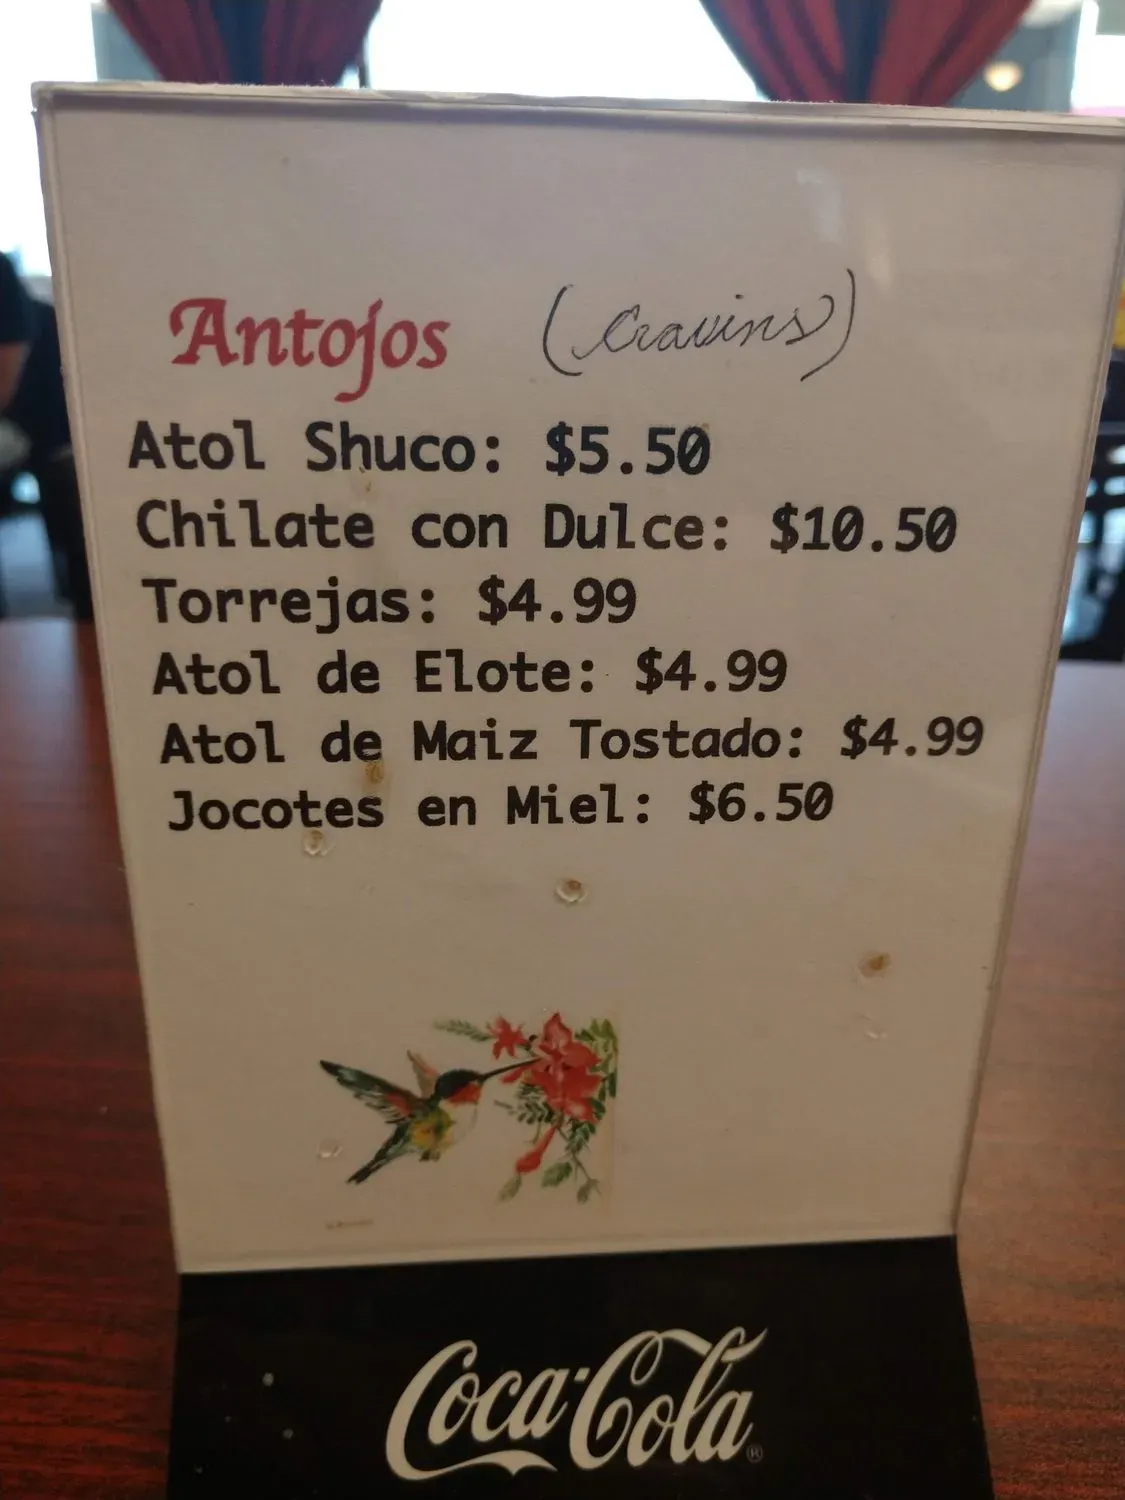 Antojos (Cravins)
Atol Shuco: $5.50
Chilate con Dulce: $10.50
Torrejas: $4.99
Atol de Elote: $4.99
Atol de Maiz Tostado: $4.99
Jocotes en Miel: $6.50
Coca-Cola®